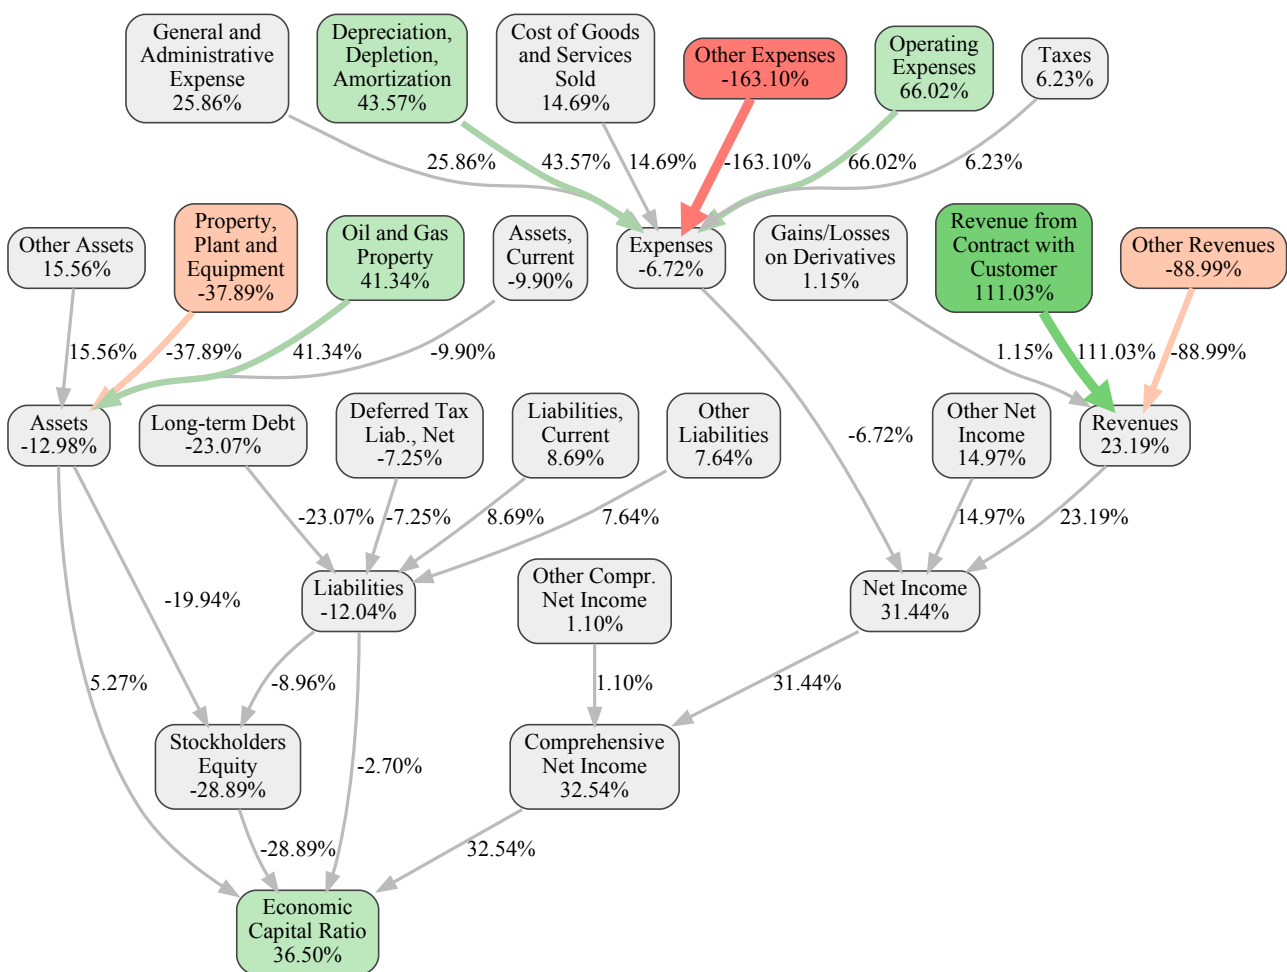 General and
Administrative
Expense
25.86%
Depreciation,
Depletion,
Amortization
43.57%
Cost of Goods
and Services
Sold
14.69%
Other Expenses
-163.10%
Operating
Expenses
66.02%
Taxes
6.23%
25.86%
43.57%
14.69%
-163.10%
66.02%
6.23%
Other Assets
15.56%
Property,
Plant and
Equipment
-37.89%
Oil and Gas
Property
41.34%
Assets,
Current
-9.90%
Expenses
-6.72%
Gains/Losses
on Derivatives
1.15%
Revenue from
Contract with
Customer
111.03%
Other Revenues
-88.99%
15.56%
-37.89%
41.34%
-9.90%
1.15%
111.03%
-88.99%
Assets
-12.98%
Long-term Debt
-23.07%
Deferred Tax
Liab., Net
-7.25%
Liabilities,
Current
8.69%
Other
Liabilities
7.64%
-6.72%
Other Net
Income
14.97%
Revenues
23.19%
-23.07%
-7.25%
8.69%
7.64%
14.97%
23.19%
-19.94%
Liabilities
-12.04%
Other Compr.
Net Income
1.10%
Net Income
31.44%
5.27%
-8.96%
1.10%
31.44%
Stockholders
Equity
-28.89%
-2.70%
Comprehensive
Net Income
32.54%
-28.89%
32.54%
Economic
Capital Ratio
36.50%